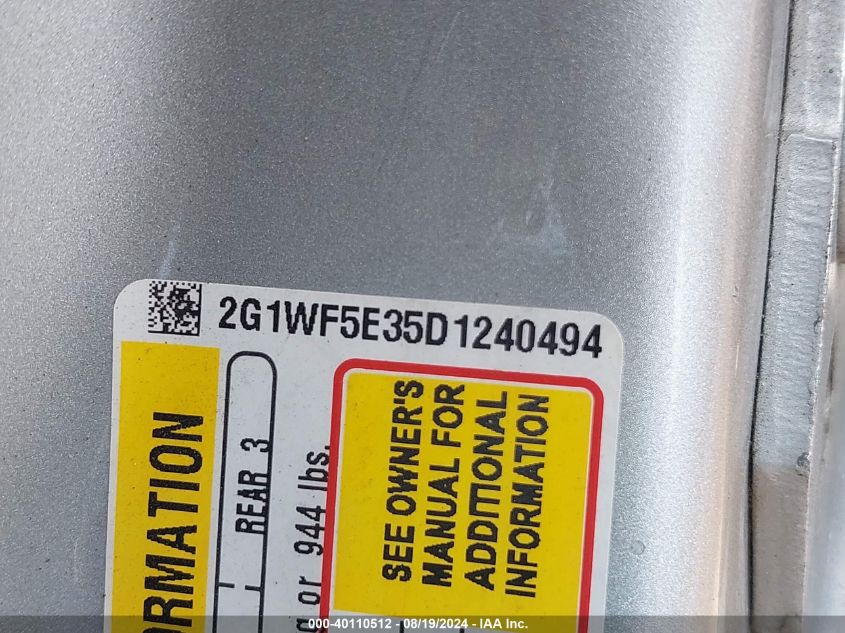 2G1WF5E35D1240494
ORMATION
REAR 3
or 944 lbs.
SEE OWNER'S
MANUAL FOR
ADDITIONAL
INFORMATION
000-40110512 - 08/19/2024 - IAA Inc.